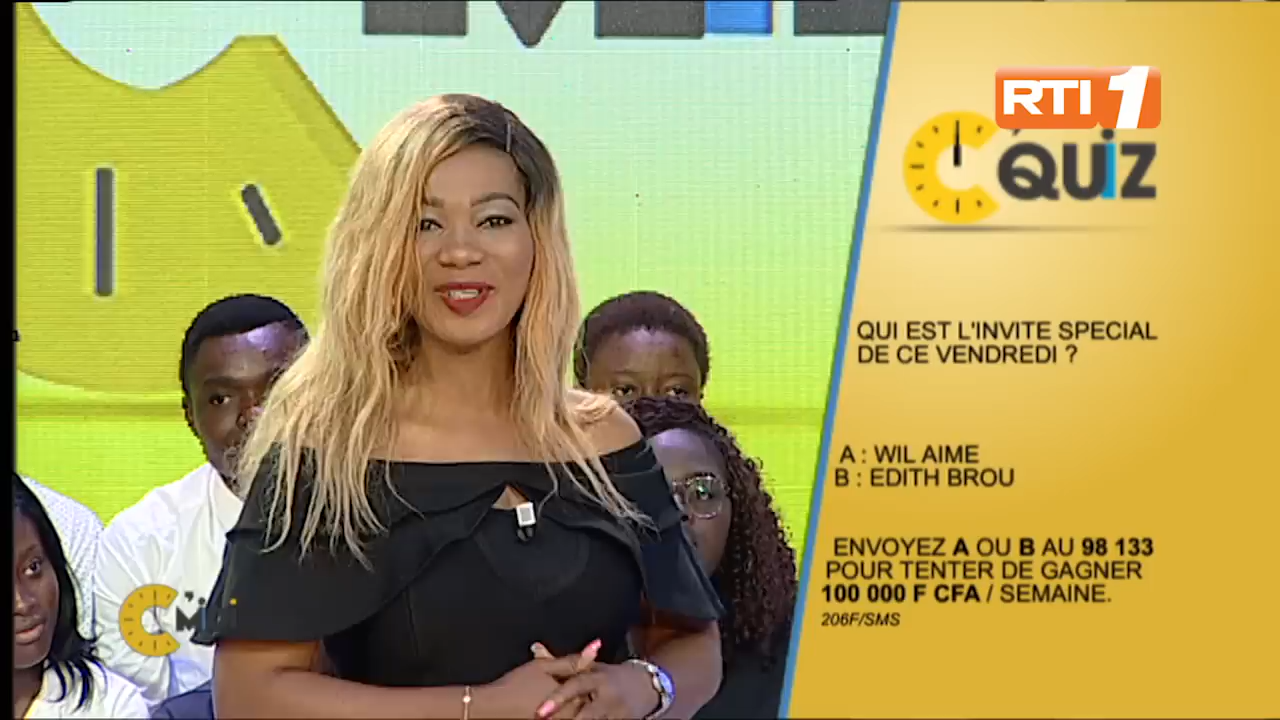 RTI 1
C'QUIZ
QUI EST L'INVITE SPECIAL
DE CE VENDREDI ?
A : WIL AIME
B : EDITH BROU
ENVOYEZ A OU B AU 98 133
POUR TENTER DE GAGNER
100 000 F CFA / SEMAINE.
206F/SMS
C'MiDi